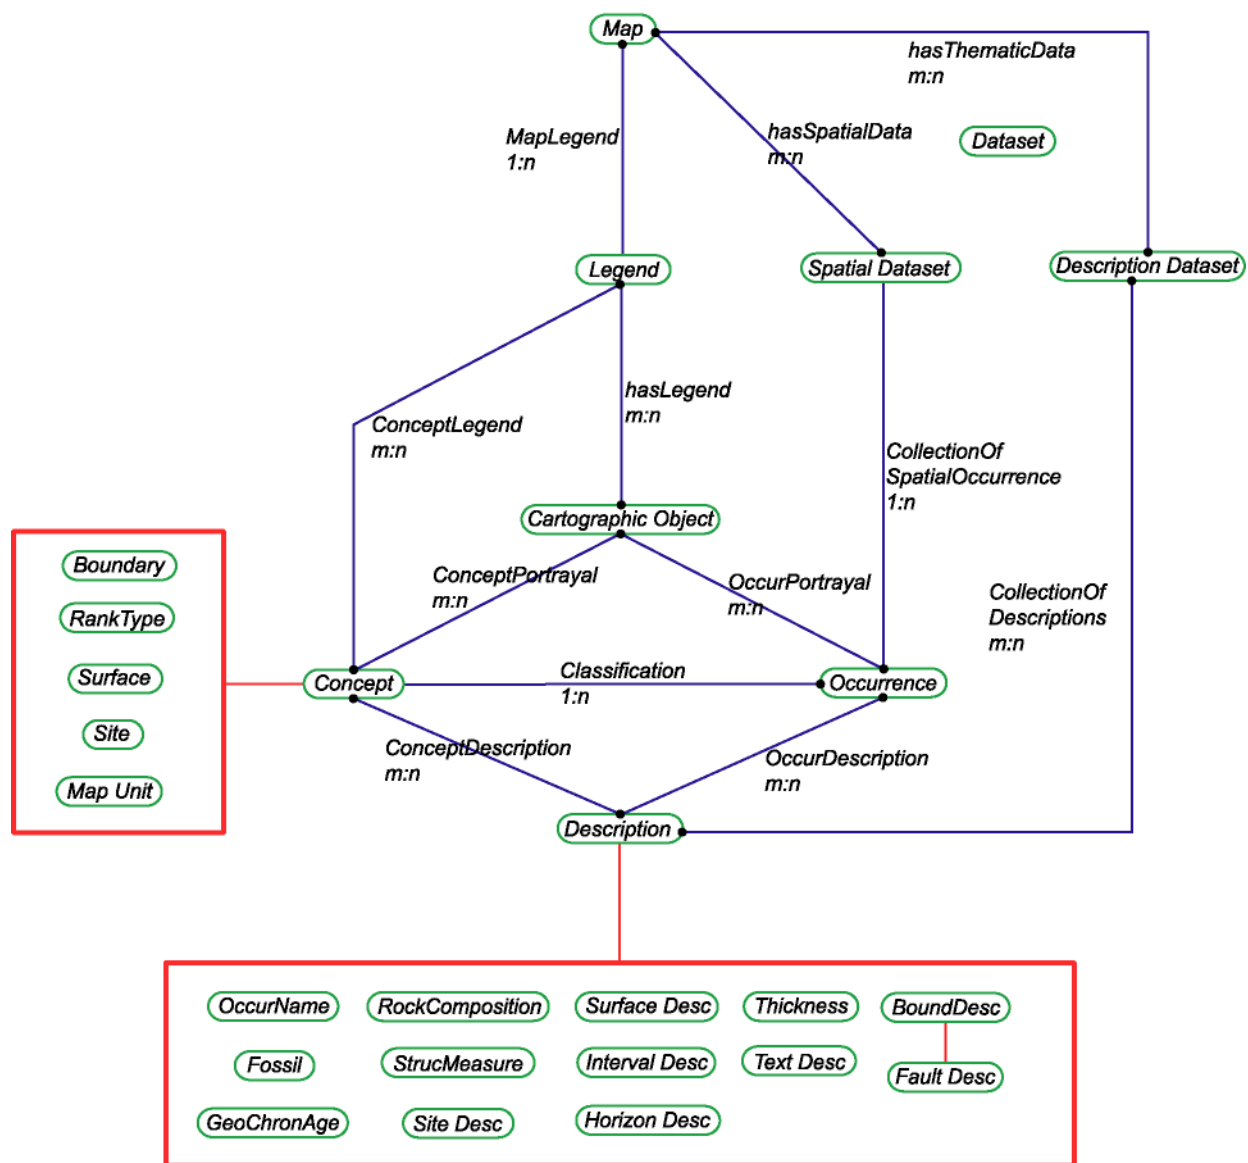 Map
hasThematicData
m:n
MapLegend
1:n
hasSpatialData
m:n
Dataset
Legend
Spatial Dataset
Description Dataset
ConceptLegend
m:n
hasLegend
m:n
CollectionOf
SpatialOccurrence
1:n
Cartographic Object
Boundary
RankType
Surface
Site
Map Unit
ConceptPortrayal
m:n
OccurPortrayal
m:n
CollectionOf
Descriptions
m:n
Concept
Classification
1:n
Occurrence
ConceptDescription
m:n
OccurDescription
m:n
Description
OccurName
RockComposition
Surface Desc
Thickness
BoundDesc
Fossil
StrucMeasure
Interval Desc
Text Desc
Fault Desc
GeoChronAge
Site Desc
Horizon Desc